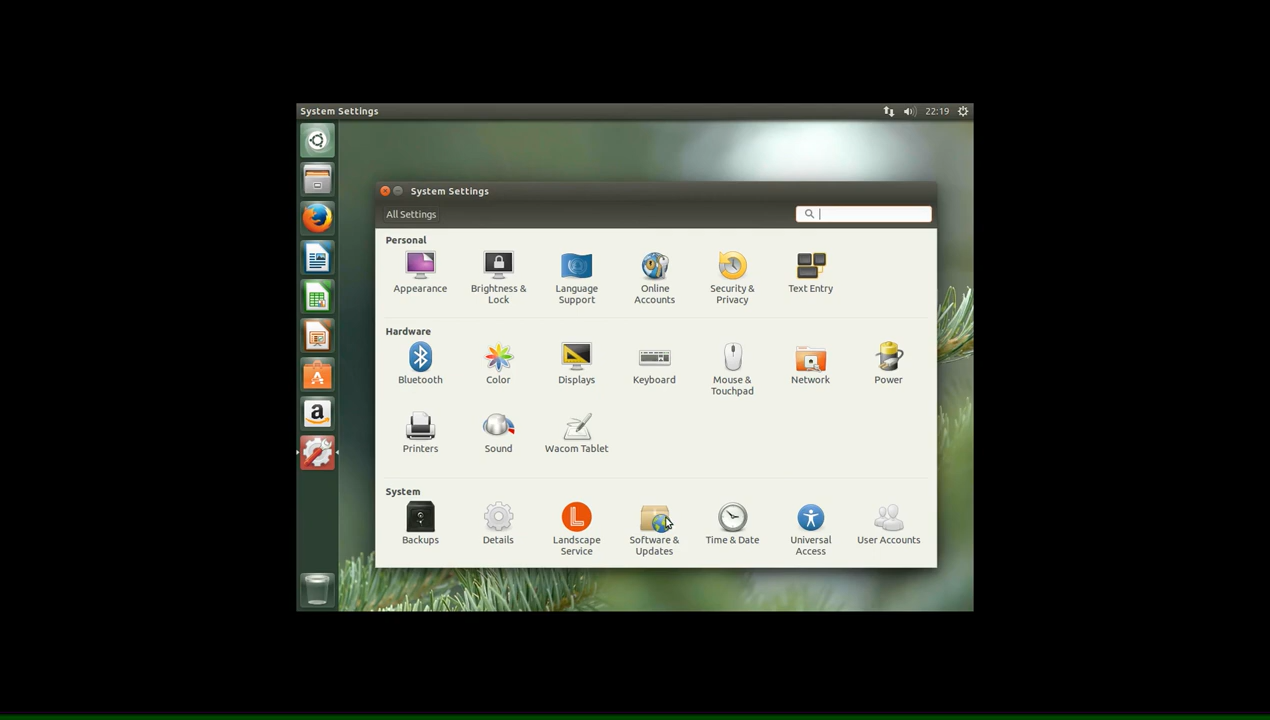 System Settings
22:19
System Settings
All Settings
Personal
Appearance
Brightness &
Lock
Language
Support
Online
Accounts
Security &
Privacy
Text Entry
Hardware
Bluetooth
Color
Displays
Keyboard
Mouse &
Touchpad
Network
Power
Printers
Sound
Wacom Tablet
System
Backups
Details
Landscape
Service
Software &
Updates
Time & Date
Universal
Access
User Accounts